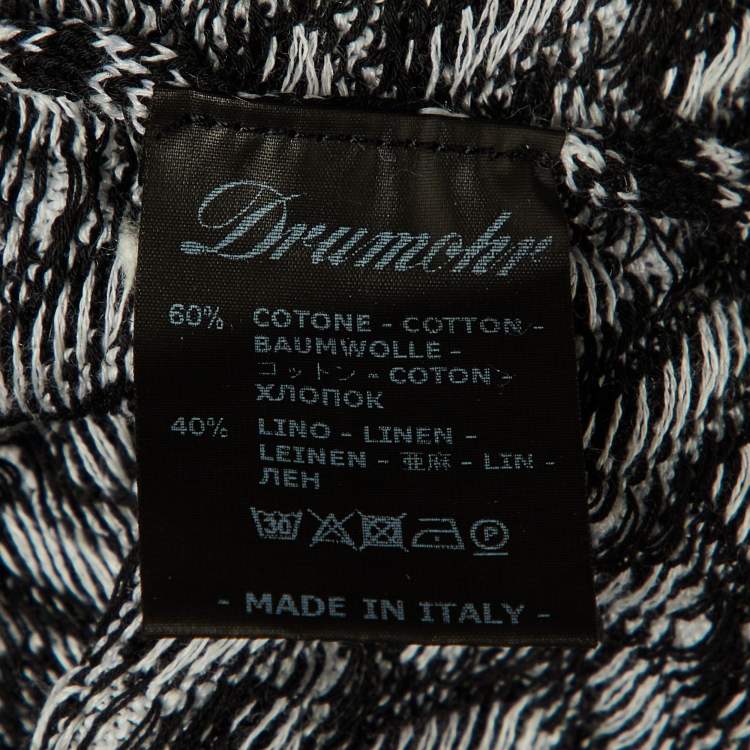 Drumohr
60% COTONE - COTTON -
BAUMWOLLE -
コットン - COTON -
ХЛОПОК
40% LINO - LINEN -
LEINEN - 亜麻 - LIN -
ЛЕН
30 P
- MADE IN ITALY -